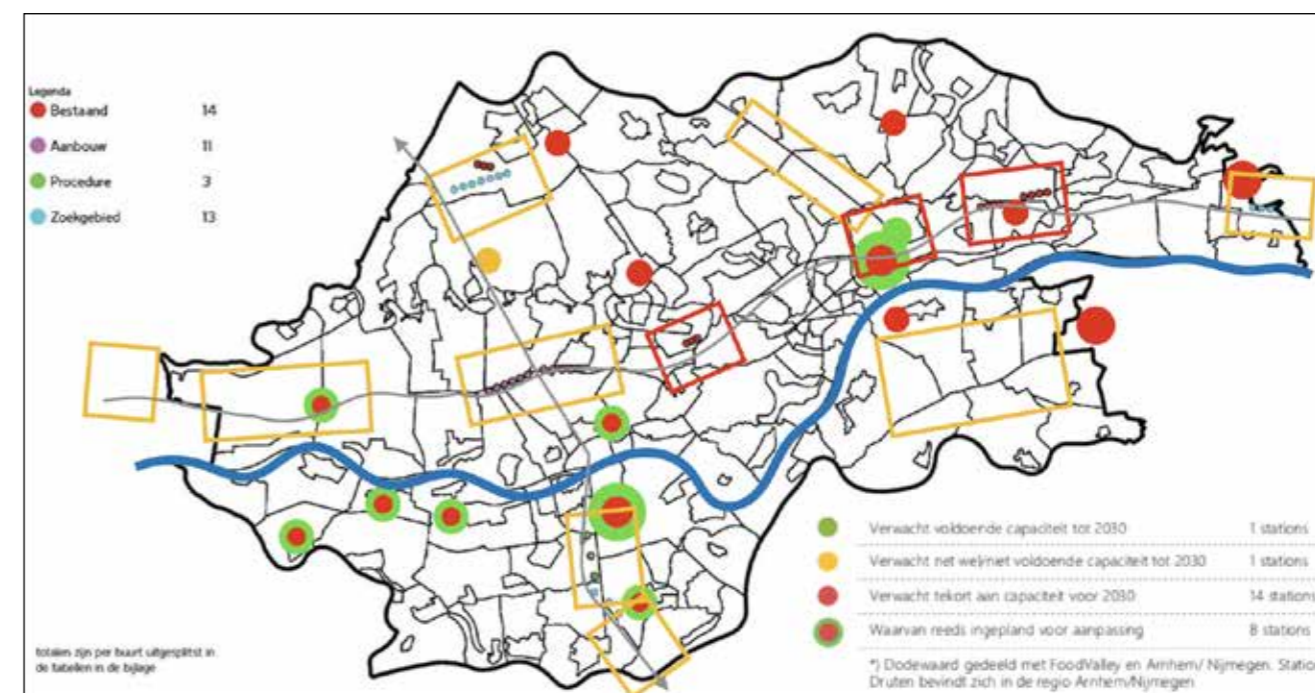 Legenda
Bestaand 14
Aanbouw 11
Procedure 3
Zoekgebied 13
totalen zijn per buurt uitgesplitst in
de tabellen in de bijlage
Verwacht voldoende capaciteit tot 2030 1 stations
Verwacht net wel/niet voldoende capaciteit tot 2030 1 stations
Verwacht tekort aan capaciteit voor 2030 14 stations
Waarvan reeds ingepland voor aanpassing 8 stations
*) Dodewaard gedeeld met FoodValley en Arnhem/ Nijmegen. Statio
Druten bevindt zich in de regio Arnhem/Nijmegen